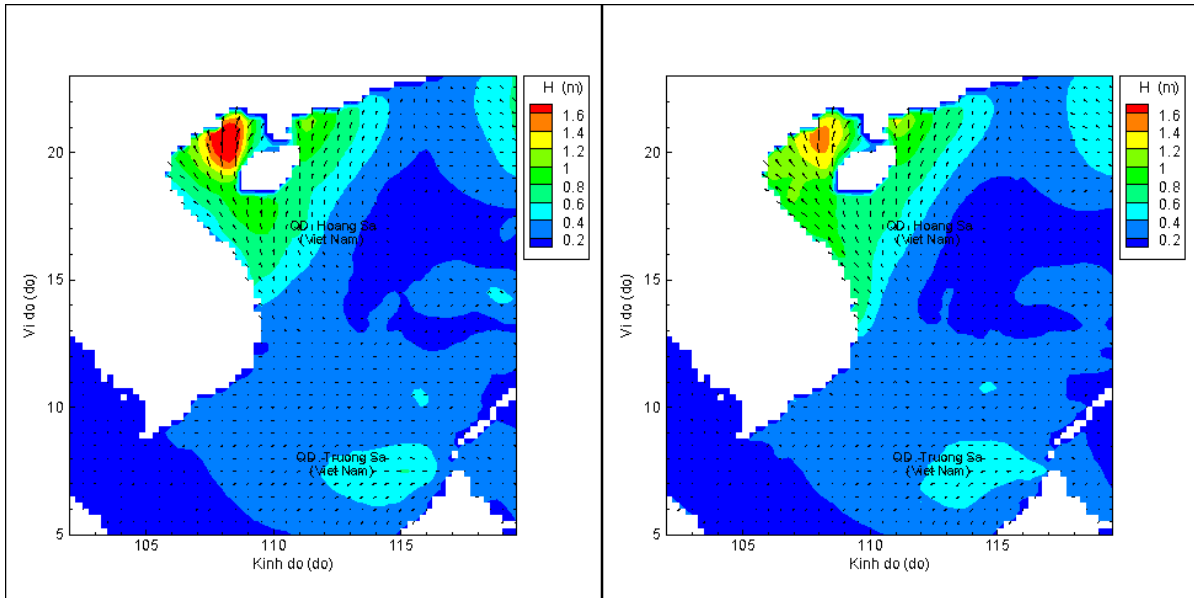 H (m)
1.6
1.4
1.2
1
0.8
0.6
0.4
0.2
20
15
10
5
Vi do (do)
QD. Hoang Sa
(Viet Nam)
QD. Truong Sa
(Viet Nam)
105
110
115
Kinh do (do)
H (m)
1.6
1.4
1.2
1
0.8
0.6
0.4
0.2
20
15
10
5
Vi do (do)
QD. Hoang Sa
(Viet Nam)
QD. Truong Sa
(Viet Nam)
105
110
115
Kinh do (do)